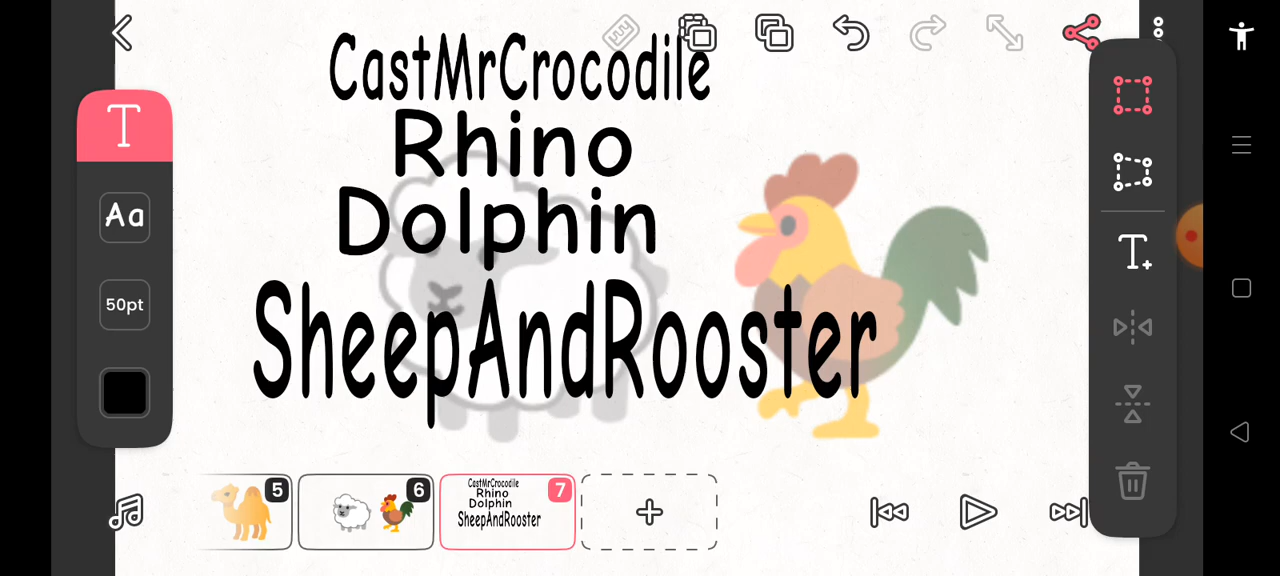 CastMrCrocodile
Rhino
Dolphin
SheepAndRooster
T
Aa
50pt
T+
5
6
7
CastMrCrocodile
Rhino
Dolphin
SheepAndRooster